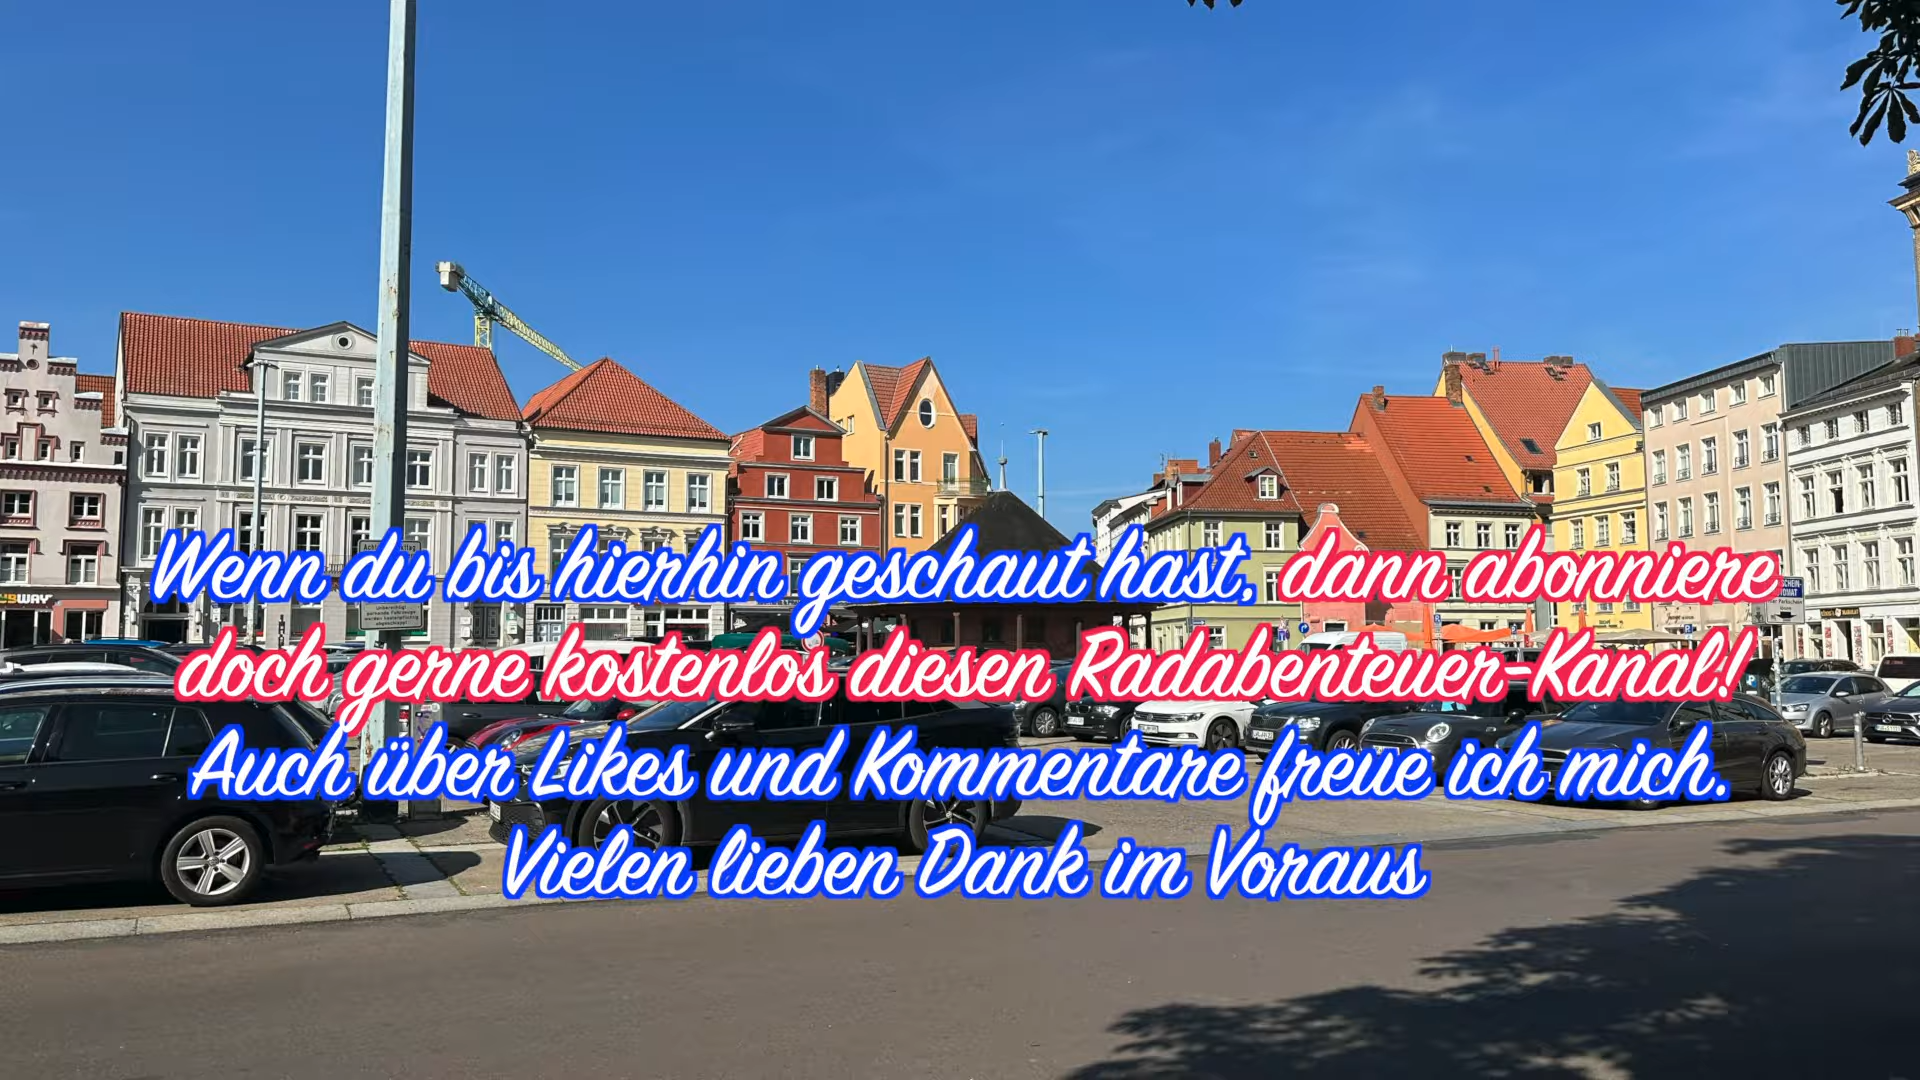 Wenn du bis hierhin geschaut hast, dann abonniere
doch gerne kostenlos diesen Radabenteuer-Kanal!
Auch über Likes und Kommentare freue ich mich.
Vielen lieben Dank im Voraus